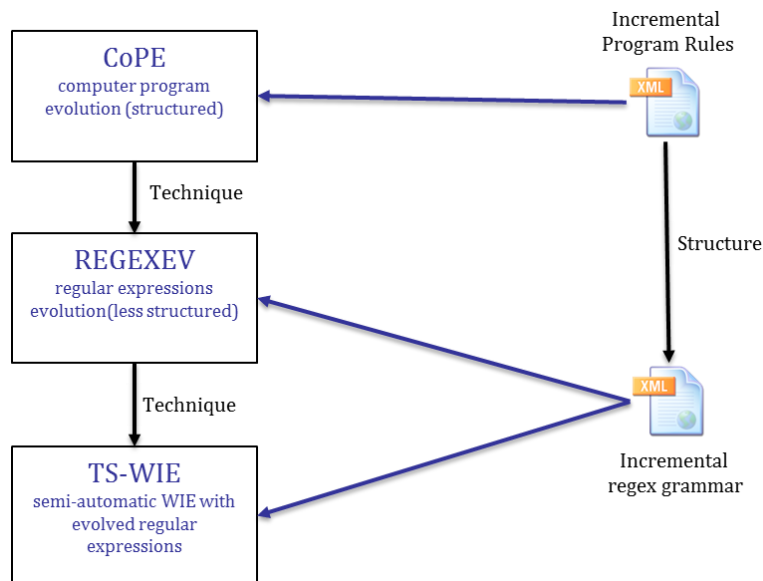 CoPE
computer program
evolution (structured)
Incremental
Program Rules
XML
Technique
Structure
REGEXEV
regular expressions
evolution(less structured)
XML
Technique
Incremental
regex grammar
TS-WIE
semi-automatic WIE with
evolved regular
expressions